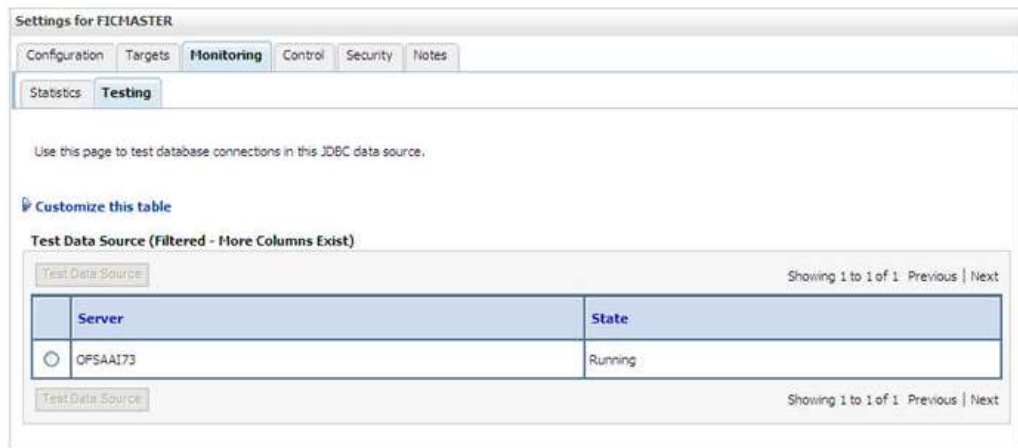 Settings for FICMASTER
Configuration Targets Monitoring Control Security Notes
Statistics Testing
Use this page to test database connections in this JDBC data source.
Customize this table
Test Data Source (Filtered - More Columns Exist)
Test Data Source Showing 1 to 1 of 1 Previous | Next
Server State
OFSAAI73 Running
Test Data Source Showing 1 to 1 of 1 Previous | Next